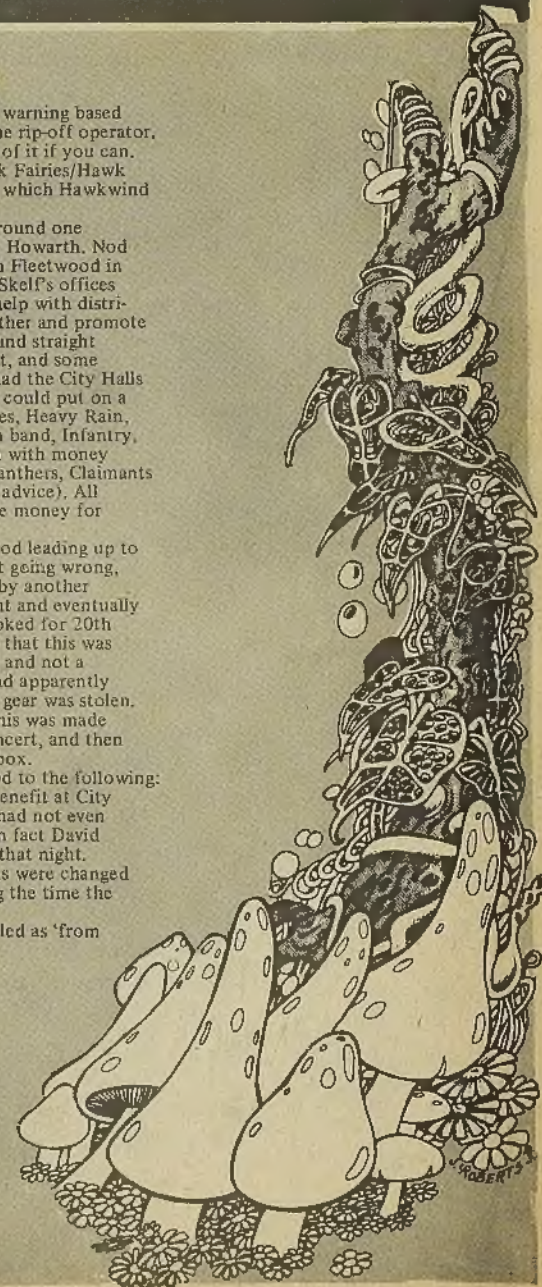 warning based
rip-off operator.
of it if you can.
Fairies/Hawk
which Hawkwind
round one
Howarth. Nod
Fleetwood in
Skelf's offices
help with distri-
ther and promote
und straight
t, and some
ad the City Halls
could put on a
es, Heavy Rain,
band, Infantry,
with money
anthers, Claimants
advice). All
e money for
od leading up to
t going wrong,
by another
nt and eventually
oked for 20th
that this was
and not a
d apparently
gear was stolen.
his was made
ncert, and then
box.
d to the following:
enefit at City
had not even
n fact David
that night.
s were changed
g the time the
led as 'from
J. ROBERTS